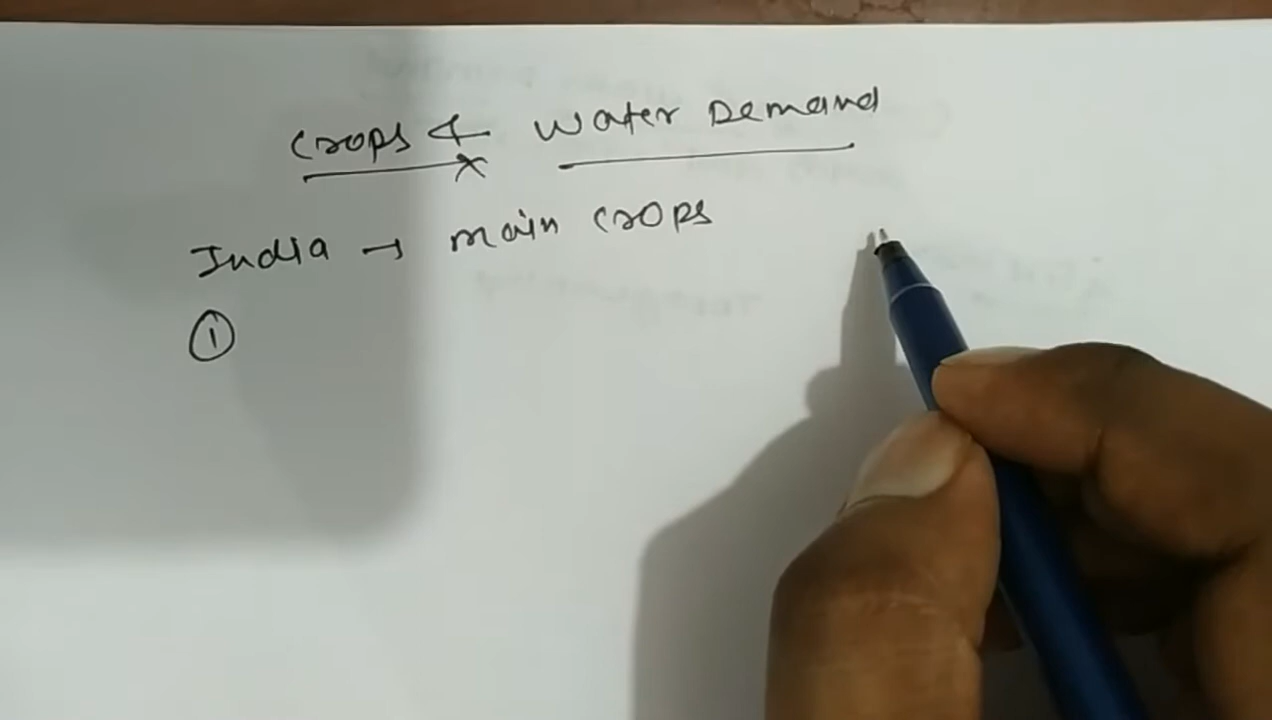 Crops & Water Demand
India → main crops
①